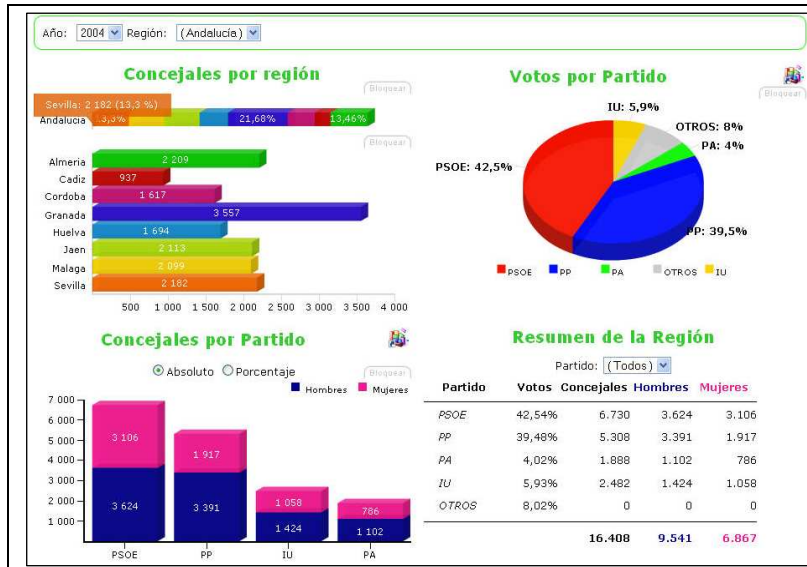 Año: 2004 Región: (Andalucía)
Concejales por región
Bloquear
Sevilla: 2 182 (13,3 %)
Andalucia 13,3% 21,68% 13,46%
Bloquear
Almeria 2 209
Cadiz 937
Cordoba 1 617
Granada 3 557
Huelva 1 694
Jaen 2 113
Malaga 2 099
Sevilla 2 182
500 1 000 1 500 2 000 2 500 3 000 3 500 4 000
Votos por Partido
Bloquear
IU: 5,9%
OTROS: 8%
PA: 4%
PSOE: 42,5%
PP: 39,5%
PSOE PP PA OTROS IU
Concejales por Partido
Absoluto Porcentaje
Bloquear
Hombres Mujeres
7 000
6 000
5 000
4 000
3 000
2 000
1 000
3 106 1 917 1 058 786
3 624 3 391 1 424 1 102
PSOE PP IU PA
Resumen de la Región
Partido: (Todos)
Partido Votos Concejales Hombres Mujeres
PSOE 42,54% 6.730 3.624 3.106
PP 39,48% 5.308 3.391 1.917
PA 4,02% 1.888 1.102 786
IU 5,93% 2.482 1.424 1.058
OTROS 8,02% 0 0 0
16.408 9.541 6.867